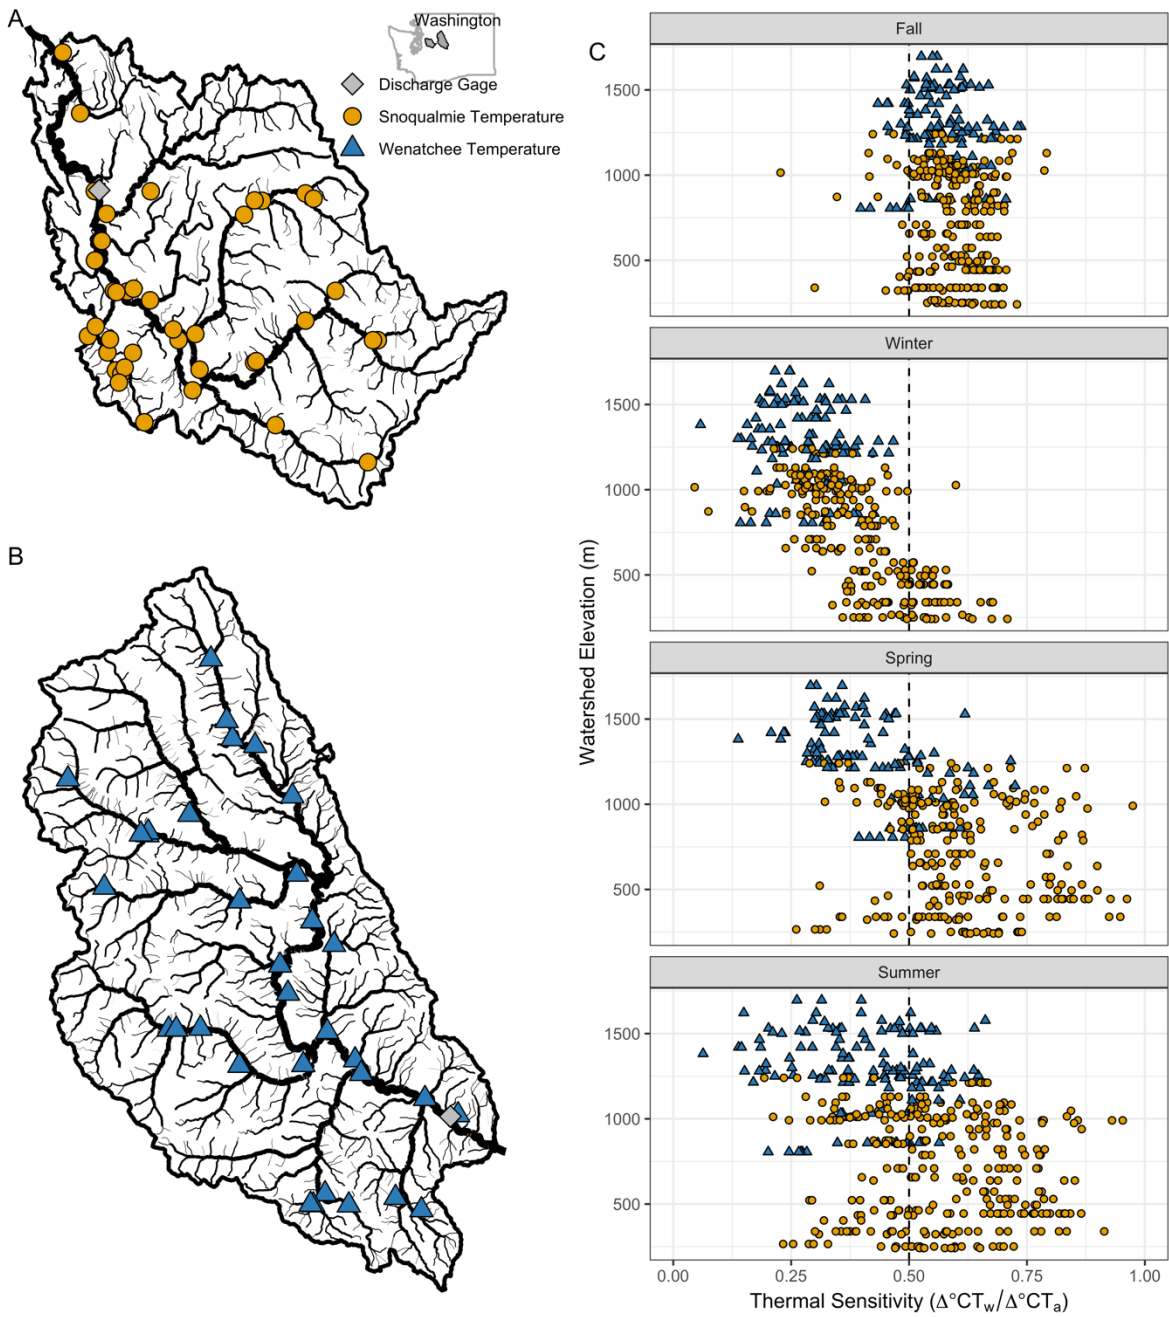 A
Washington
Discharge Gage
Snoqualmie Temperature
Wenatchee Temperature
B
C
Watershed Elevation (m)
Fall
1500
1000
500
Winter
1500
1000
500
Spring
1500
1000
500
Summer
1500
1000
500
0.00 0.25 0.50 0.75 1.00
Thermal Sensitivity (Δ°CTw/Δ°CTa)